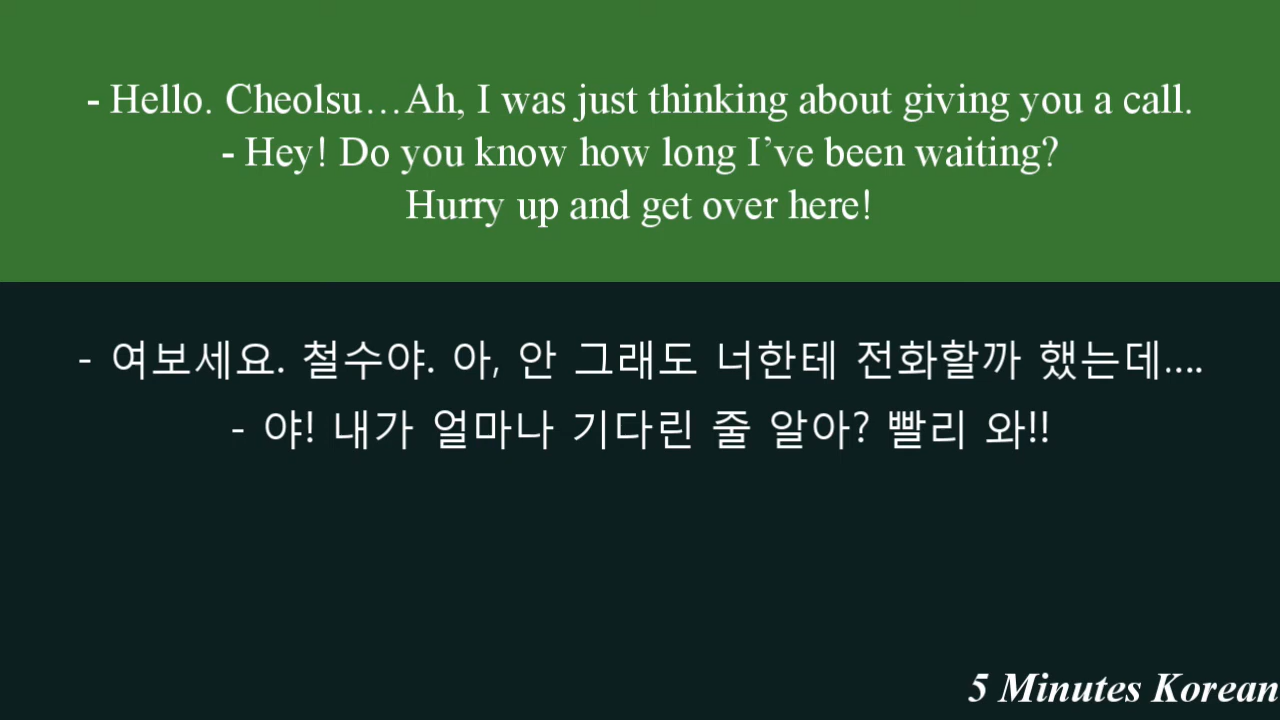 - Hello. Cheolsu…Ah, I was just thinking about giving you a call.
- Hey! Do you know how long I’ve been waiting?
Hurry up and get over here!
- 여보세요. 철수야. 아, 안 그래도 너한테 전화할까 했는데....
- 야! 내가 얼마나 기다린 줄 알아? 빨리 와!!
5 Minutes Korean